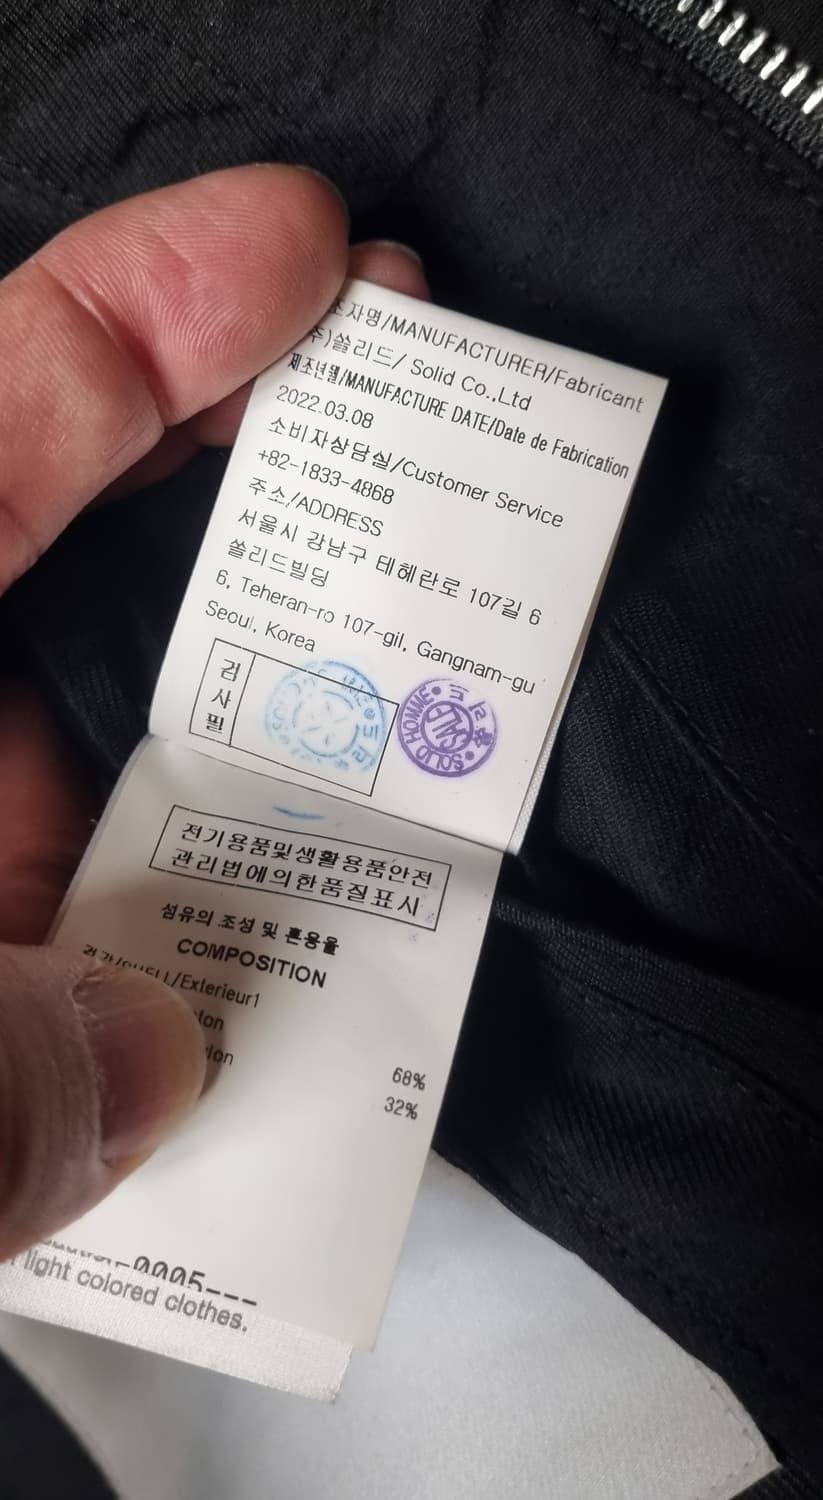 조자명/MANUFACTURER/Fabricant
주)쏠리드/ Solid Co.,Ltd
제조년월/MANUFACTURE DATE/Date de Fabrication
2022.03.08
소비자상담실/Customer Service
+82-1833-4868
주소/ADDRESS
서울시 강남구 테헤란로 107길 6
쏠리드빌딩
6, Teheran-ro 107-gil, Gangnam-gu
Seoul, Korea
검사필
SOLID HOMME
전기용품및생활용품안전
관리법에의한품질표시
섬유의 조성 및 혼용율
COMPOSITION
겉감/SHELL/Exterieur1
68%
32%
0005---
light colored clothes.